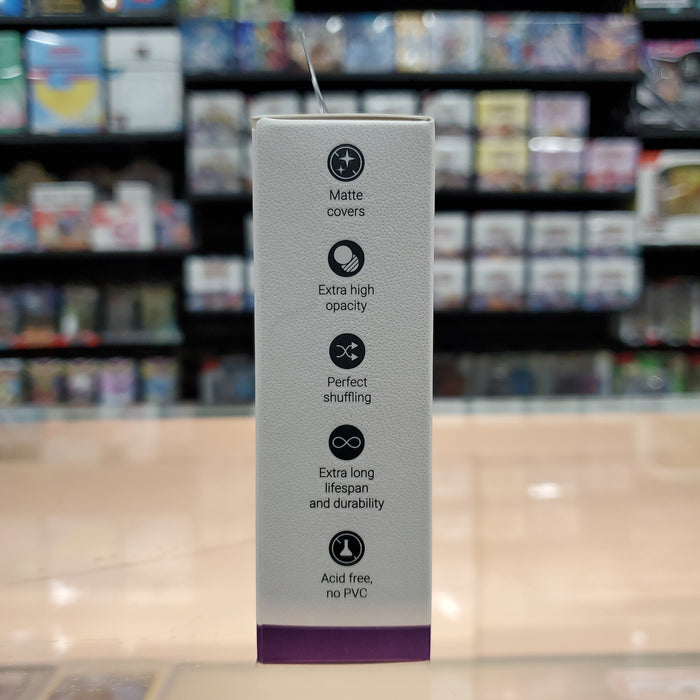 Matte
covers
Extra high
opacity
Perfect
shuffling
Extra long
lifespan
and durability
Acid free,
no PVC